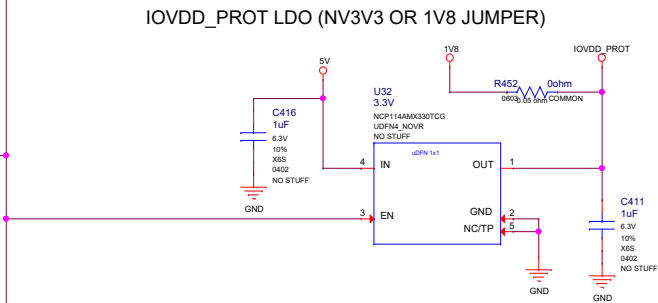 IOVDD_PROT LDO (NV3V3 OR 1V8 JUMPER)
5V
1V8
IOVDD_PROT
R452
0ohm
0603
0.05 ohm
COMMON
U32
3.3V
NCP114AMX330TCG
UDFN4_NOVR
NO STUFF
C416
1uF
6.3V
10%
X6S
0402
NO STUFF
GND
uDFN 1x1
4
IN
OUT
1
3
EN
GND
2
NC/TP
5
GND
C411
1uF
6.3V
10%
X6S
0402
NO STUFF
GND